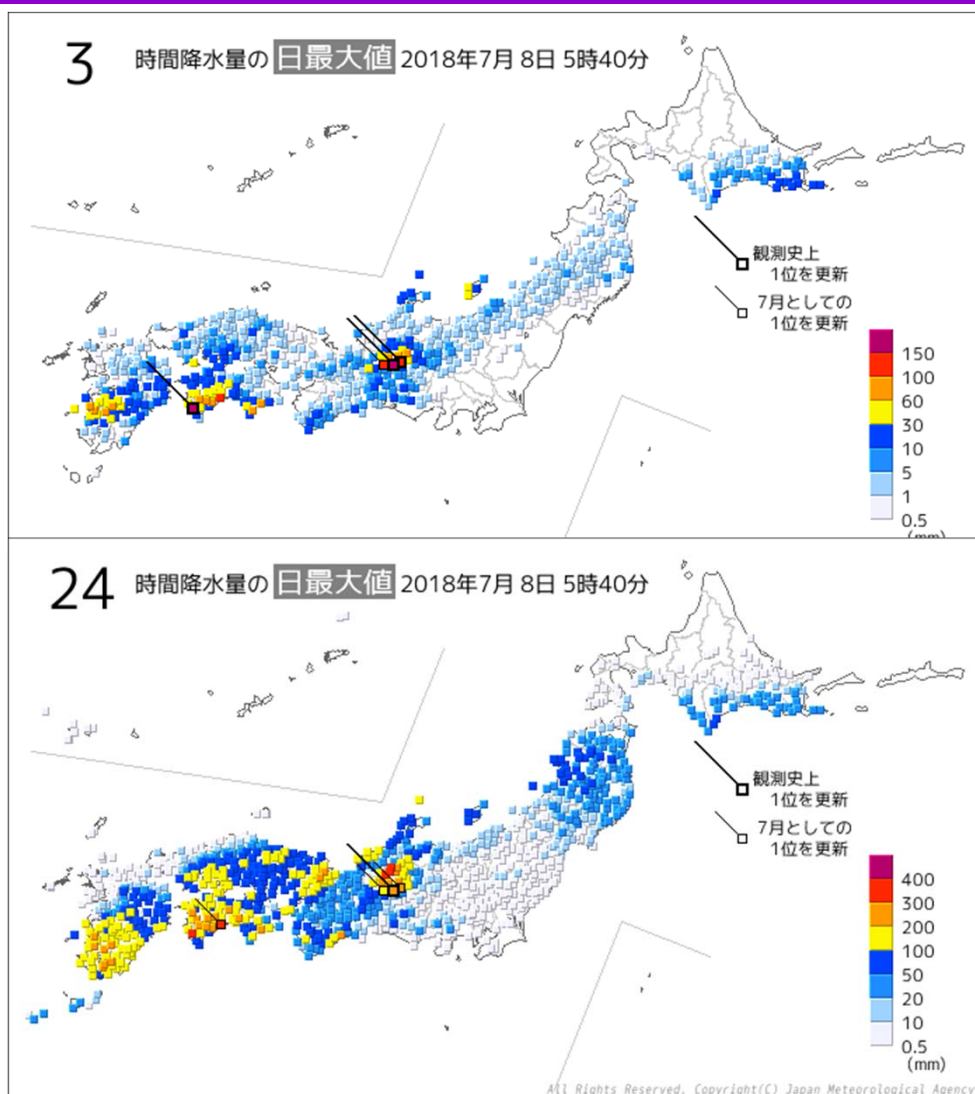 3 時間降水量の 日最大値 2018年7月 8日 5時40分
観測史上
1位を更新
7月としての
1位を更新
150
100
60
30
10
5
1
0.5
(mm)
24 時間降水量の 日最大値 2018年7月 8日 5時40分
観測史上
1位を更新
7月としての
1位を更新
400
300
200
100
50
20
10
0.5
(mm)
All Rights Reserved. Copyright(C) Japan Meteorological Agency